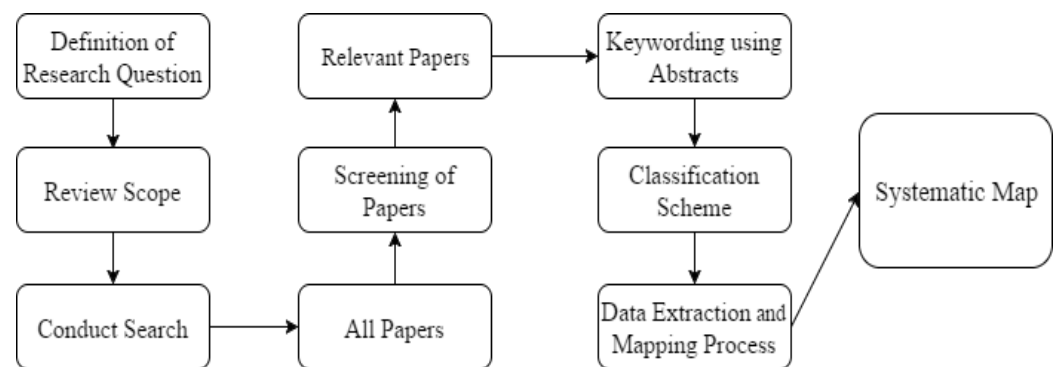 Definition of
Research Question
Review Scope
Conduct Search
All Papers
Screening of
Papers
Relevant Papers
Keywording using
Abstracts
Classification
Scheme
Data Extraction and
Mapping Process
Systematic Map